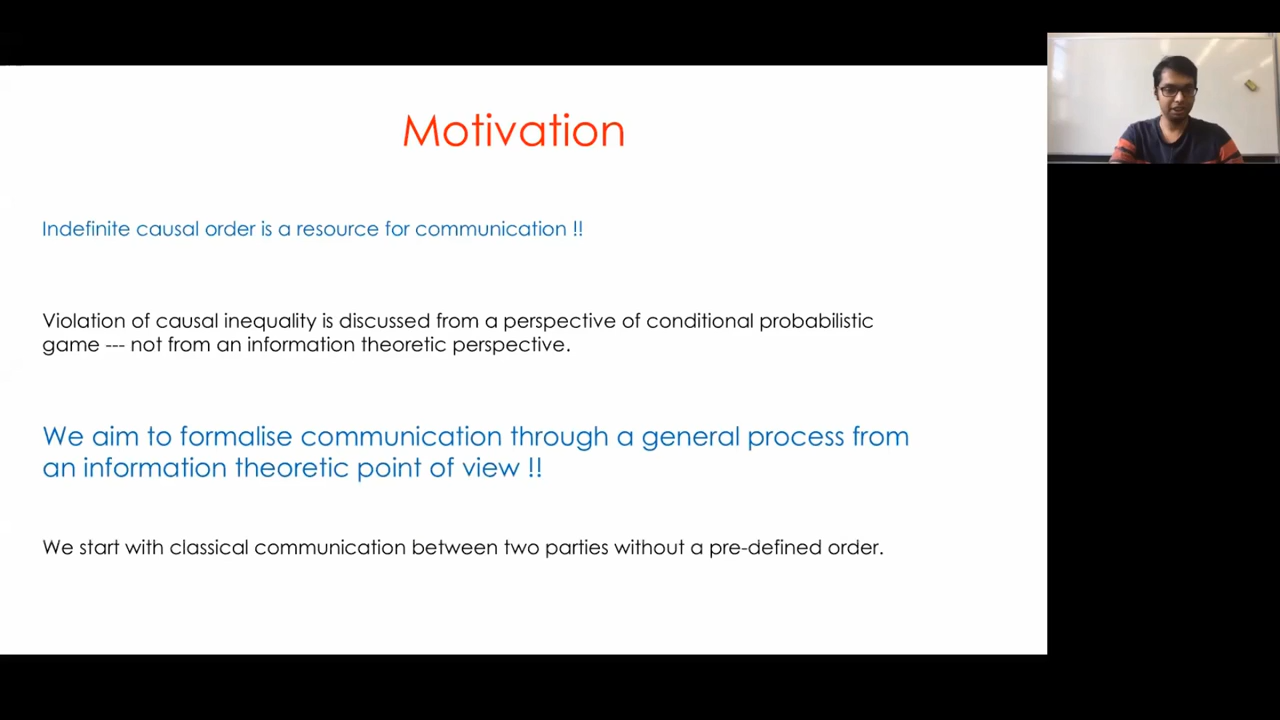 Motivation
Indefinite causal order is a resource for communication !!
Violation of causal inequality is discussed from a perspective of conditional probabilistic
game --- not from an information theoretic perspective.
We aim to formalise communication through a general process from
an information theoretic point of view !!
We start with classical communication between two parties without a pre-defined order.